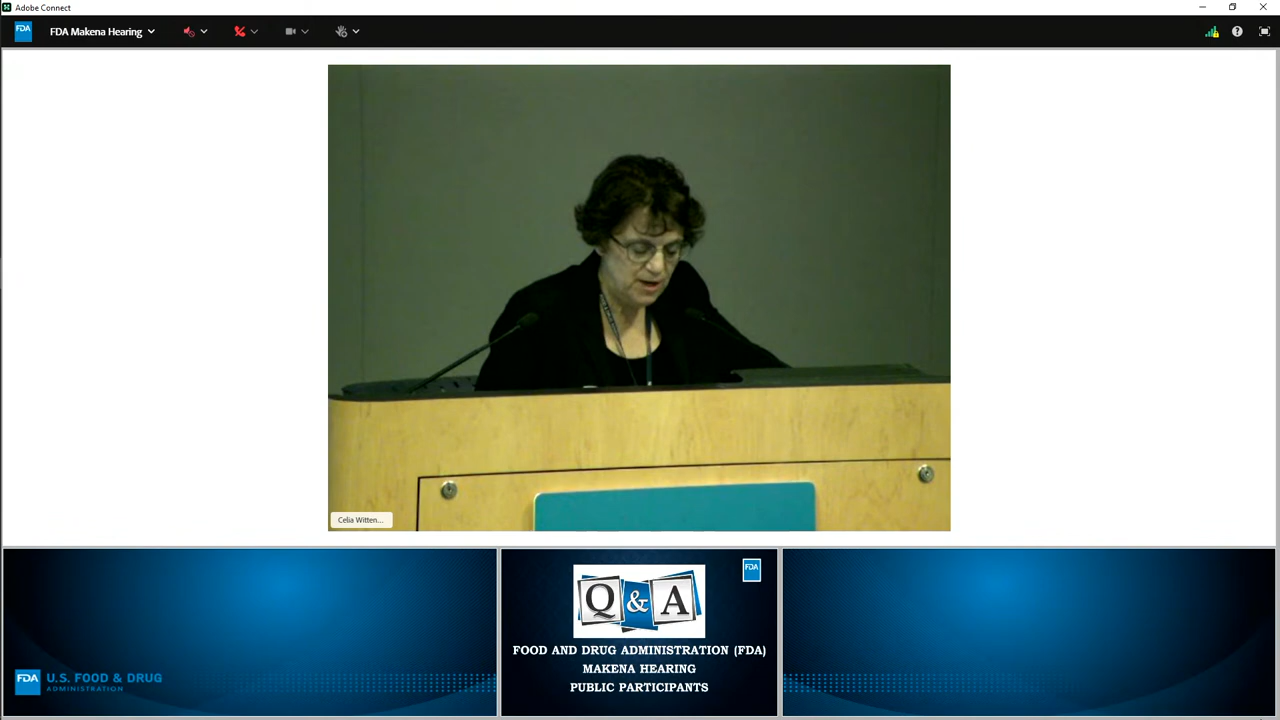 Adobe Connect
FDA
FDA Makena Hearing
Celia Witten...
FDA
Q & A
FOOD AND DRUG ADMINISTRATION (FDA)
MAKENA HEARING
PUBLIC PARTICIPANTS
FDA
U.S. FOOD & DRUG
ADMINISTRATION